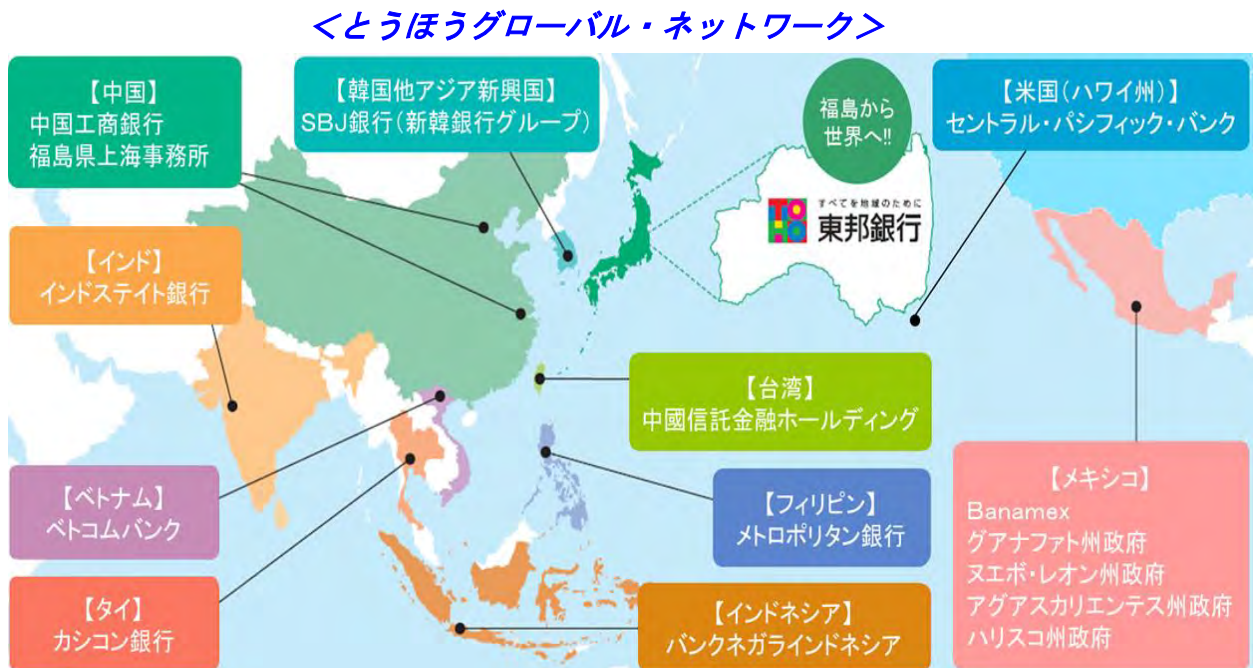 ＜とうほうグローバル・ネットワーク＞
【中国】
中国工商銀行
福島県上海事務所
【韓国他アジア新興国】
SBJ銀行（新韓銀行グループ）
福島から
世界へ!!
【米国（ハワイ州）】
セントラル・パシフィック・バンク
TO
HO
すべてを地域のために
東邦銀行
【インド】
インドステイト銀行
【台湾】
中國信託金融ホールディング
【ベトナム】
ベトコムバンク
【フィリピン】
メトロポリタン銀行
【メキシコ】
Banamex
グアナファト州政府
ヌエボ・レオン州政府
アグアスカリエンテス州政府
ハリスコ州政府
【タイ】
カシコン銀行
【インドネシア】
バンクネガラインドネシア